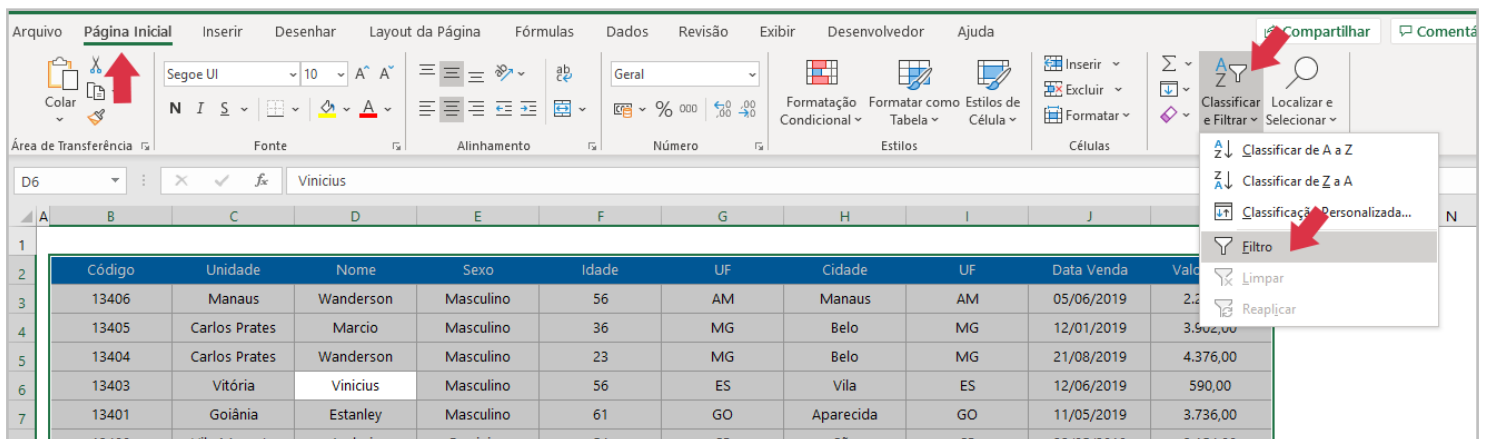 Arquivo Página Inicial Inserir Desenhar Layout da Página Fórmulas Dados Revisão Exibir Desenvolvedor Ajuda Compartilhar Comentá
Colar
Segoe UI 10 A A
N I S A
ab
Geral
% 000
Formatação Condicional
Formatar como Tabela
Estilos de Célula
Inserir
Excluir
Formatar
Classificar e Filtrar
Localizar e Selecionar
Área de Transferência Fonte Alinhamento Número Estilos Células
Classificar de A a Z
Classificar de Z a A
Classificação Personalizada...
Filtro
Limpar
Reaplicar
D6 fx Vinicius
A B C D E F G H I J N
1
2 Código Unidade Nome Sexo Idade UF Cidade UF Data Venda
3 13406 Manaus Wanderson Masculino 56 AM Manaus AM 05/06/2019
4 13405 Carlos Prates Marcio Masculino 36 MG Belo MG 12/01/2019 3.902,00
5 13404 Carlos Prates Wanderson Masculino 23 MG Belo MG 21/08/2019 4.376,00
6 13403 Vitória Vinicius Masculino 56 ES Vila ES 12/06/2019 590,00
7 13401 Goiânia Estanley Masculino 61 GO Aparecida GO 11/05/2019 3.736,00